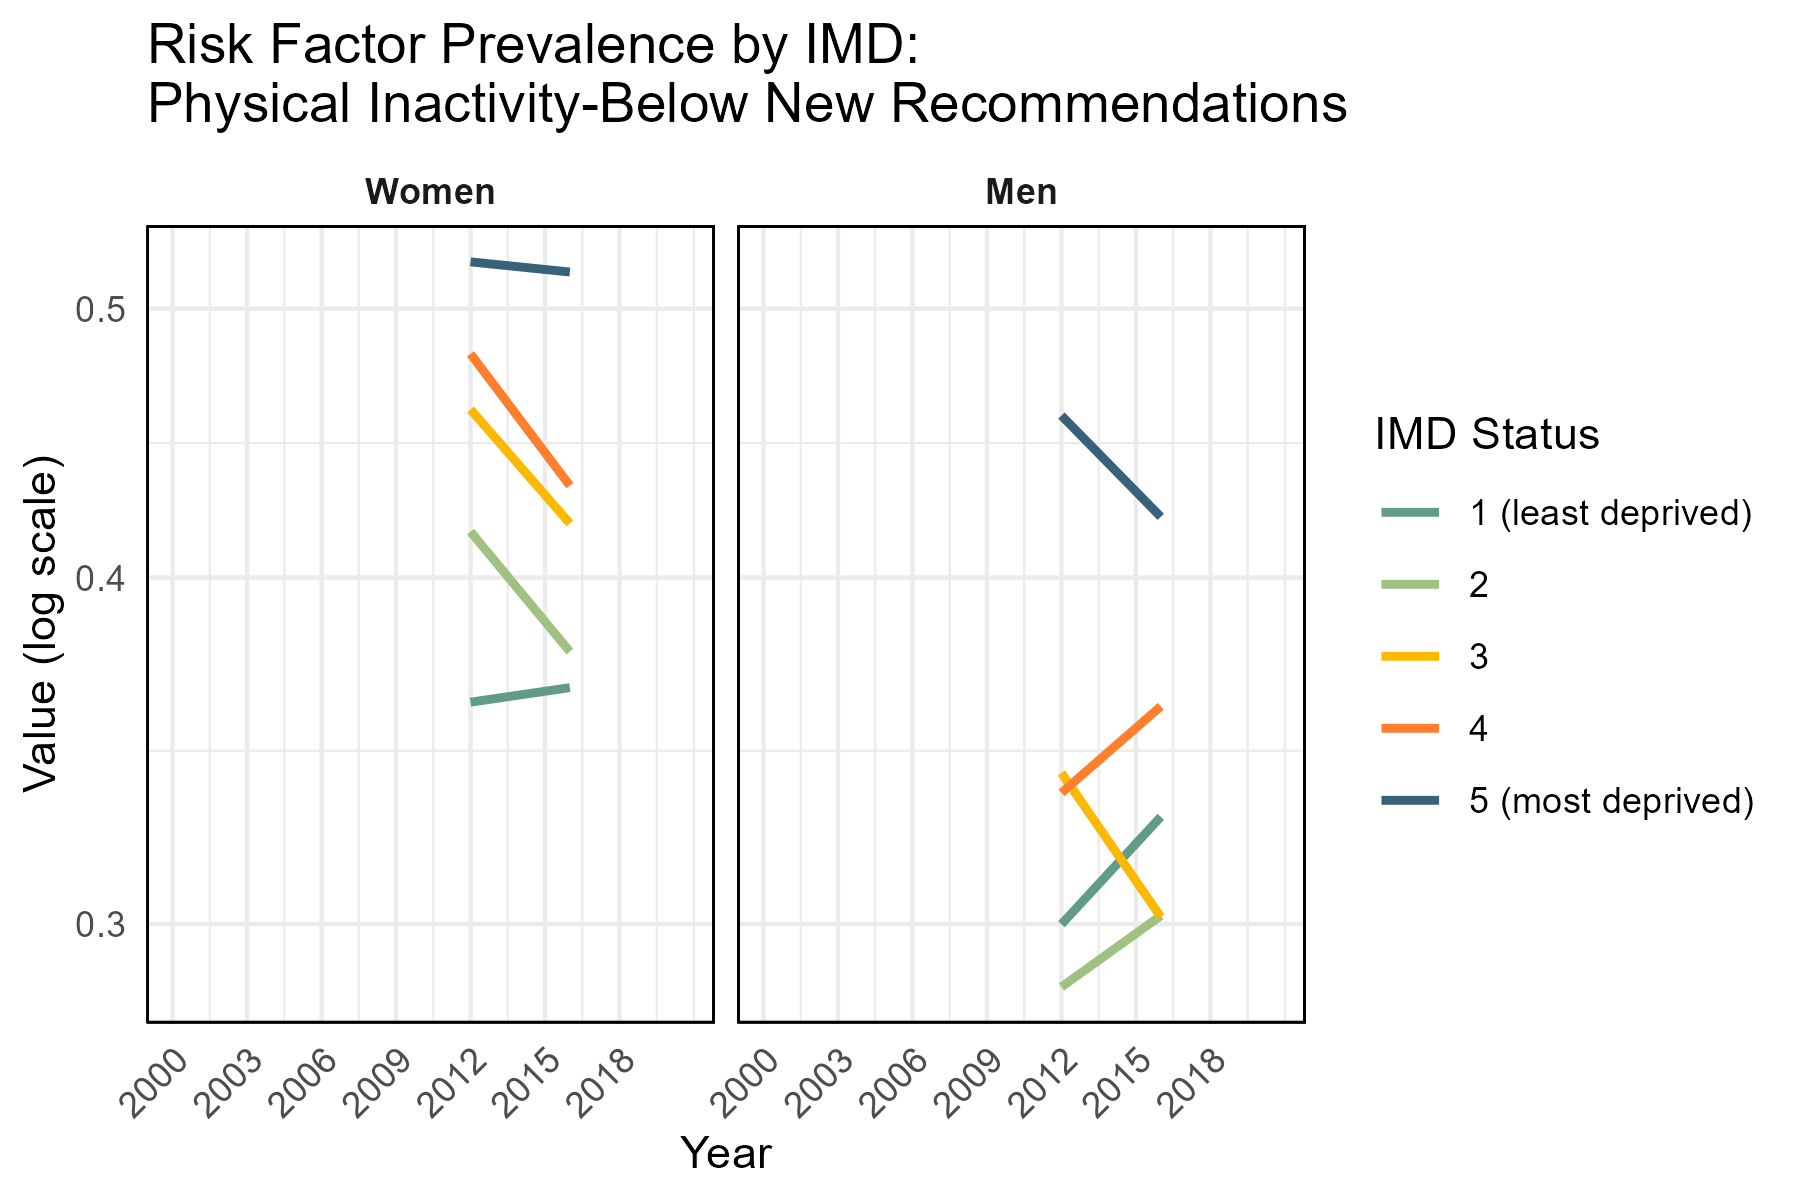 Risk Factor Prevalence by IMD:
Physical Inactivity-Below New Recommendations
Women
Men
Value (log scale)
0.5
0.4
0.3
2000 2003 2006 2009 2012 2015 2018
2000 2003 2006 2009 2012 2015 2018
Year
IMD Status
1 (least deprived)
2
3
4
5 (most deprived)